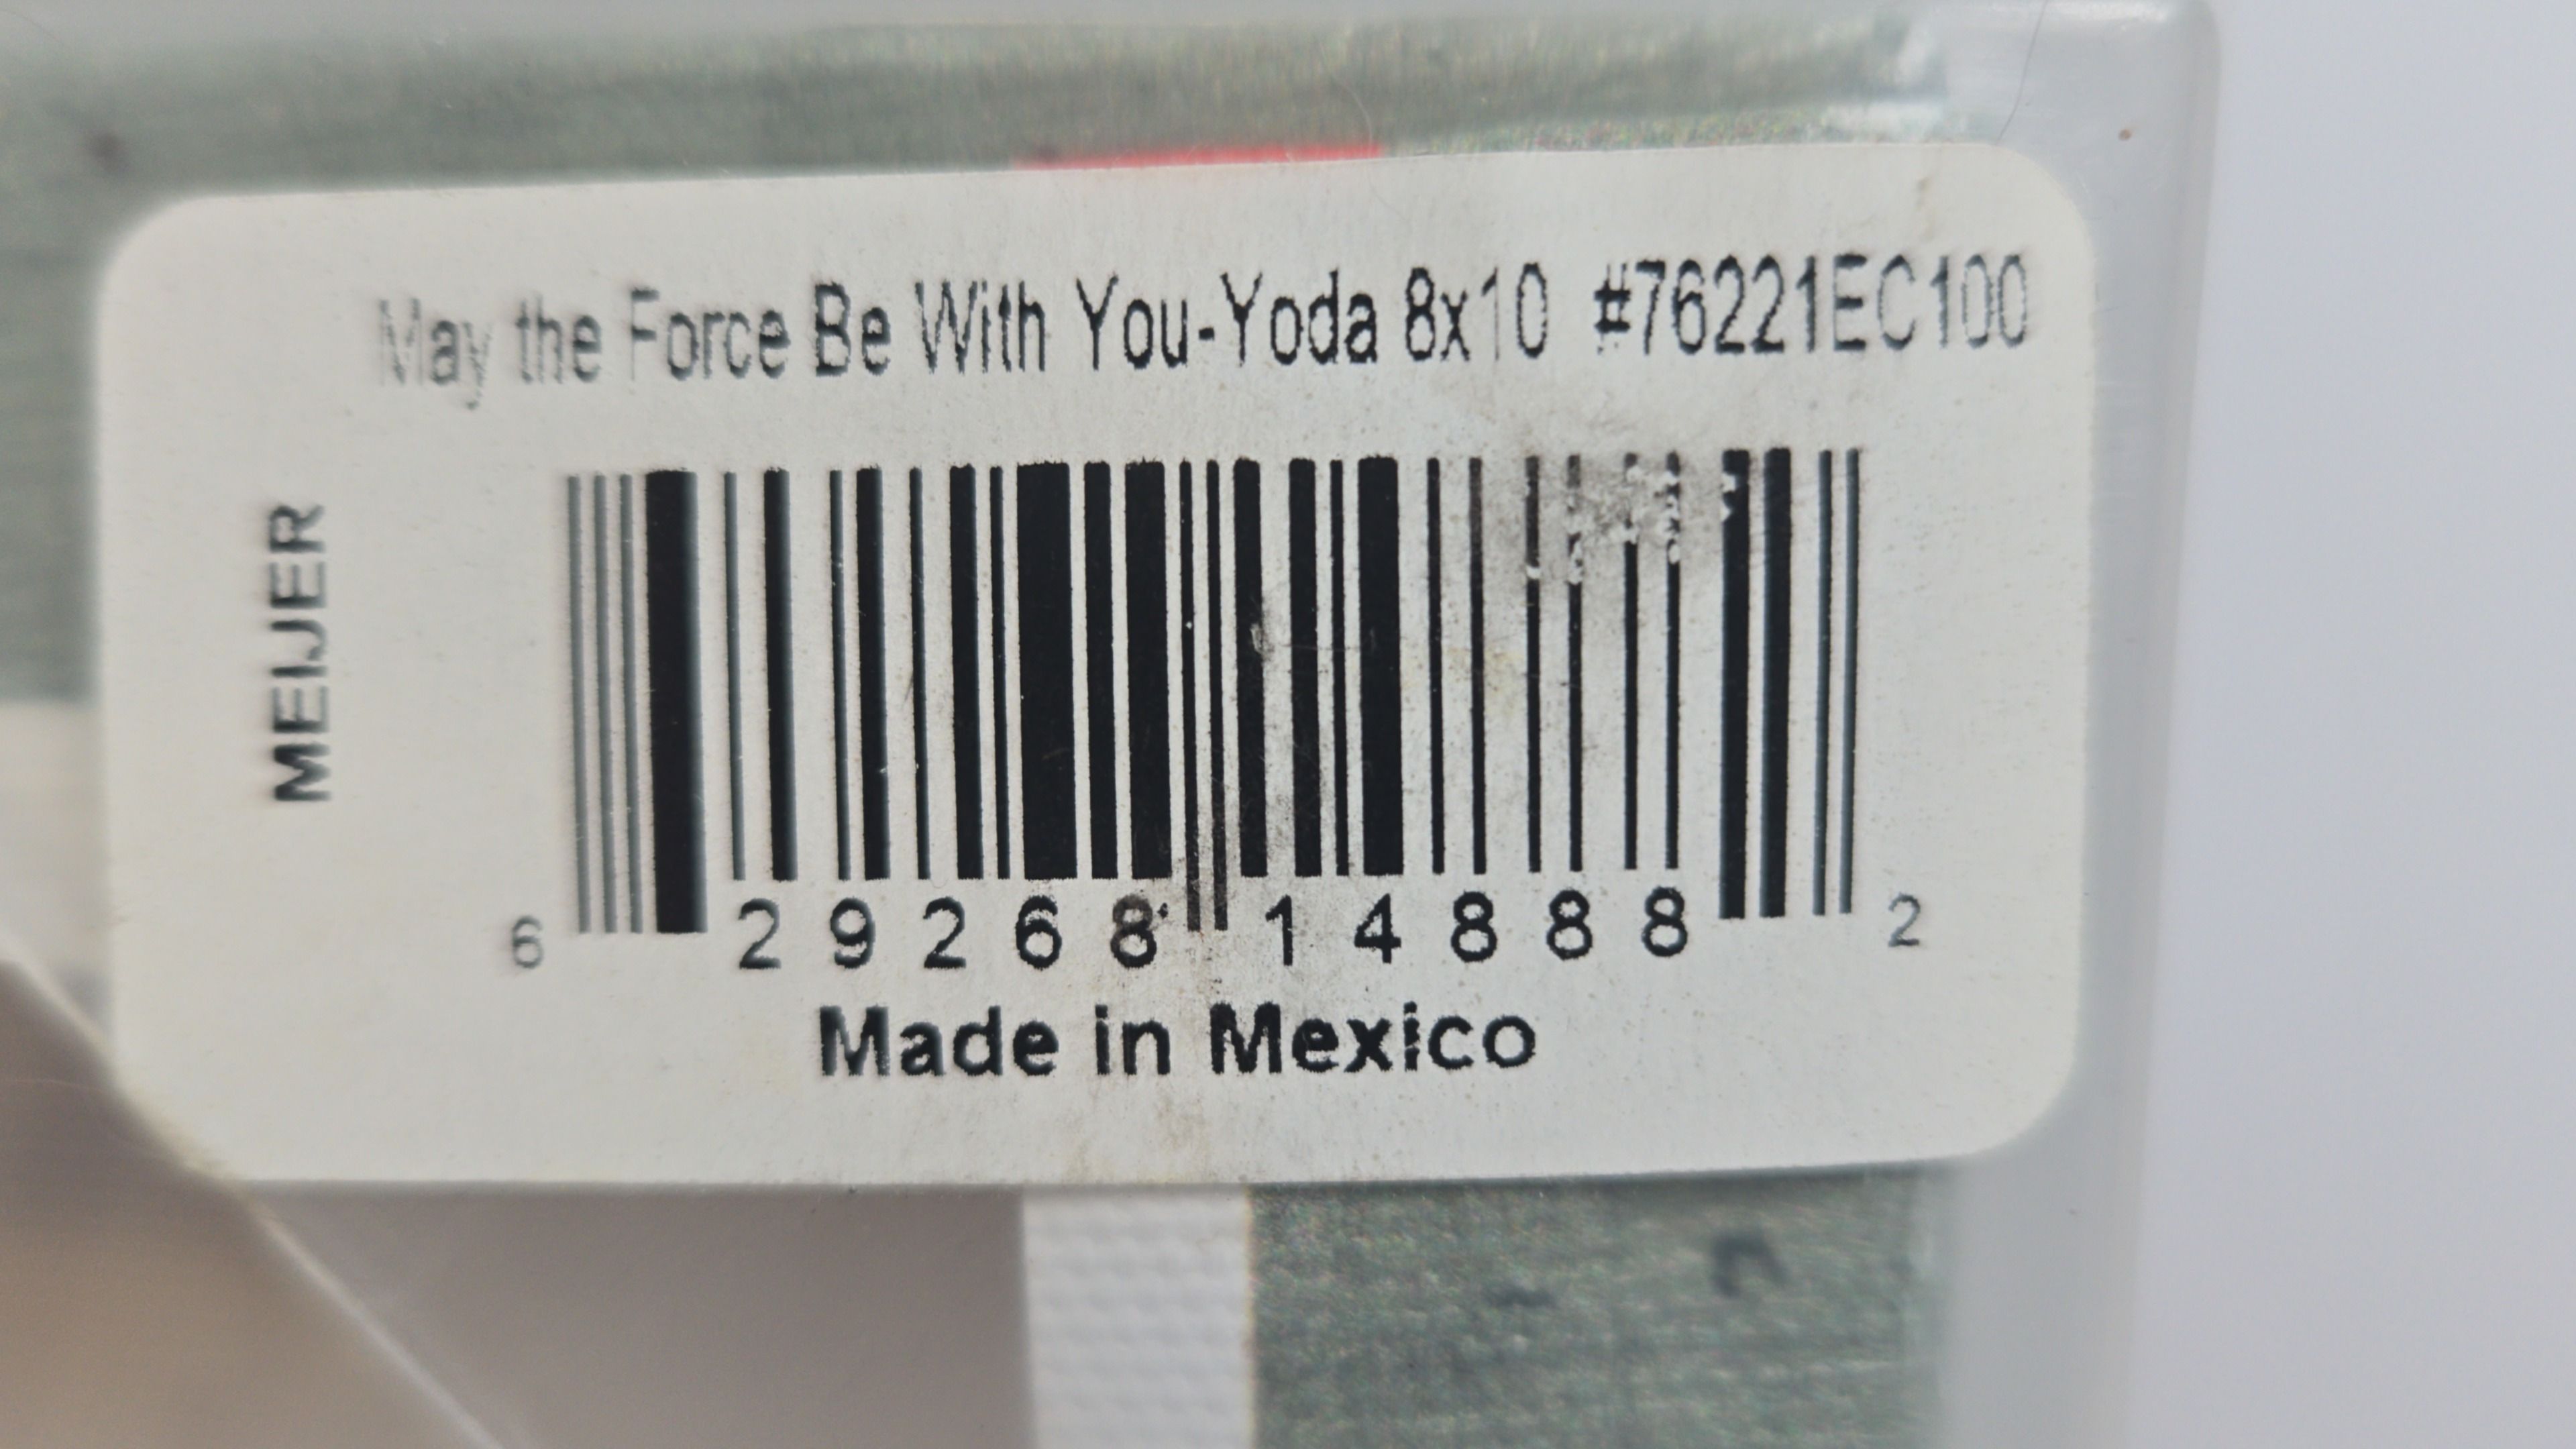 May the Force Be With You-Yoda 8x10 #76221EC100
MEIJER
6 29268 14888 2
Made in Mexico